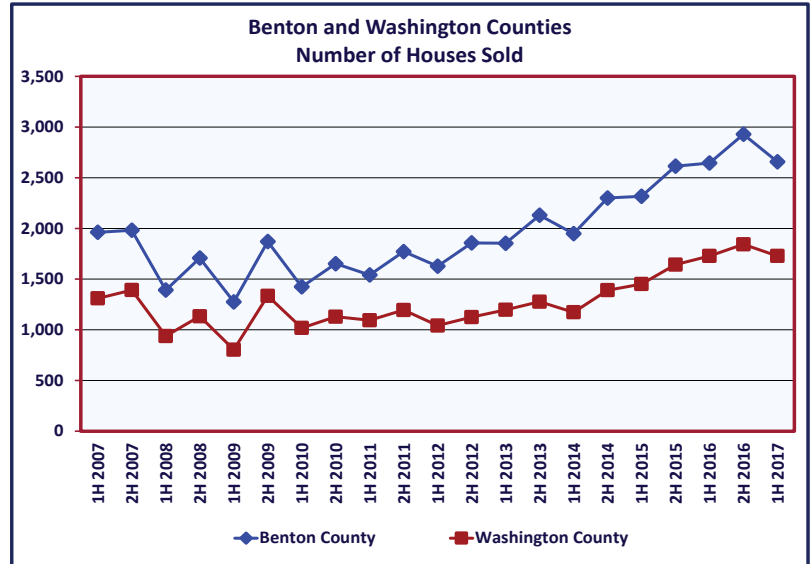 Benton and Washington Counties
Number of Houses Sold
3,500
3,000
2,500
2,000
1,500
1,000
500
0
1H 2007
2H 2007
1H 2008
2H 2008
1H 2009
2H 2009
1H 2010
2H 2010
1H 2011
2H 2011
1H 2012
2H 2012
1H 2013
2H 2013
1H 2014
2H 2014
1H 2015
2H 2015
1H 2016
2H 2016
1H 2017
Benton County
Washington County